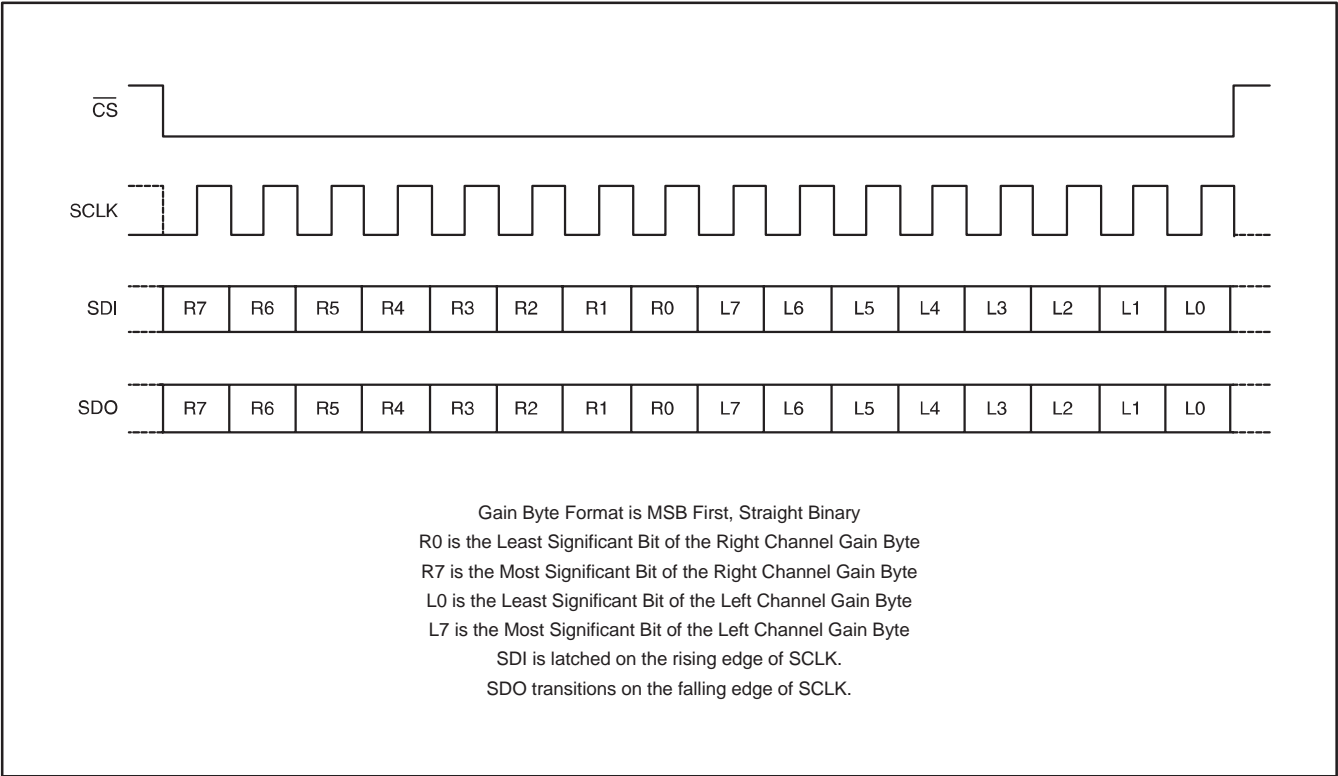 CS
SCLK
SDI R7 R6 R5 R4 R3 R2 R1 R0 L7 L6 L5 L4 L3 L2 L1 L0
SDO R7 R6 R5 R4 R3 R2 R1 R0 L7 L6 L5 L4 L3 L2 L1 L0
Gain Byte Format is MSB First, Straight Binary
R0 is the Least Significant Bit of the Right Channel Gain Byte
R7 is the Most Significant Bit of the Right Channel Gain Byte
L0 is the Least Significant Bit of the Left Channel Gain Byte
L7 is the Most Significant Bit of the Left Channel Gain Byte
SDI is latched on the rising edge of SCLK.
SDO transitions on the falling edge of SCLK.